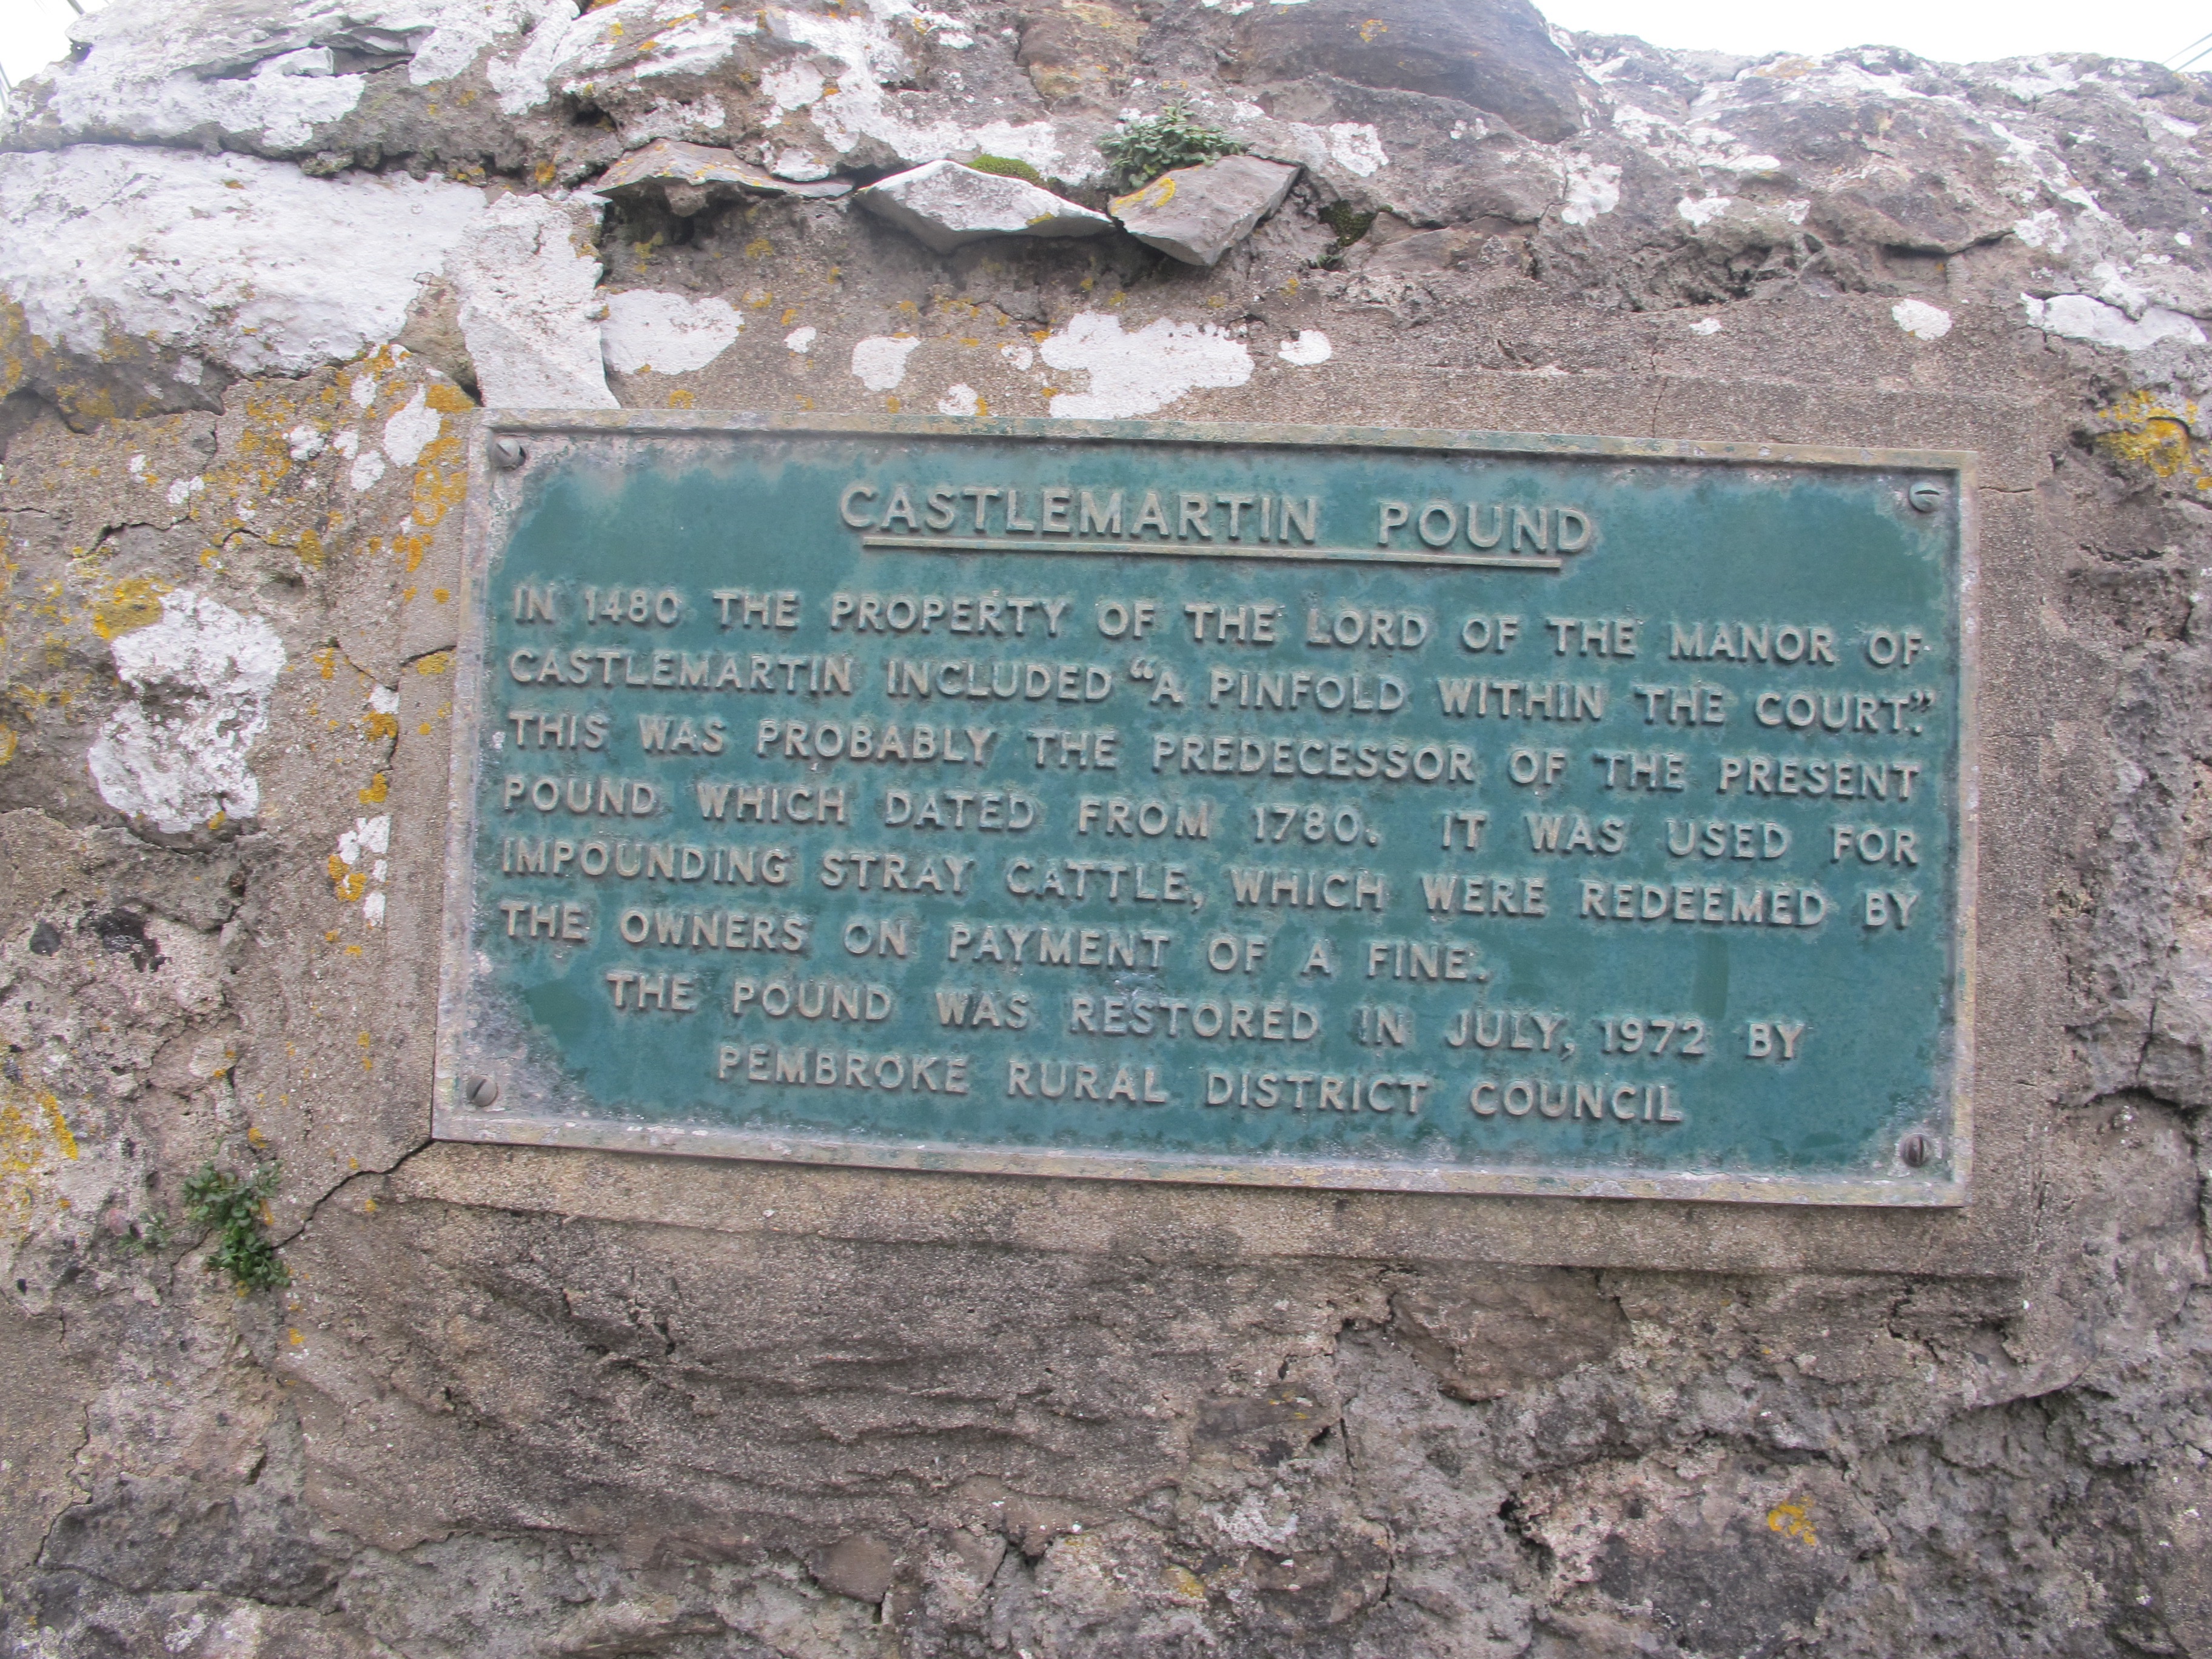 CASTLEMARTIN POUND
IN 1480 THE PROPERTY OF THE LORD OF THE MANOR OF
CASTLEMARTIN INCLUDED “A PINFOLD WITHIN THE COURT.”
THIS WAS PROBABLY THE PREDECESSOR OF THE PRESENT
POUND WHICH DATED FROM 1780. IT WAS USED FOR
IMPOUNDING STRAY CATTLE, WHICH WERE REDEEMED BY
THE OWNERS ON PAYMENT OF A FINE.
THE POUND WAS RESTORED IN JULY, 1972 BY
PEMBROKE RURAL DISTRICT COUNCIL